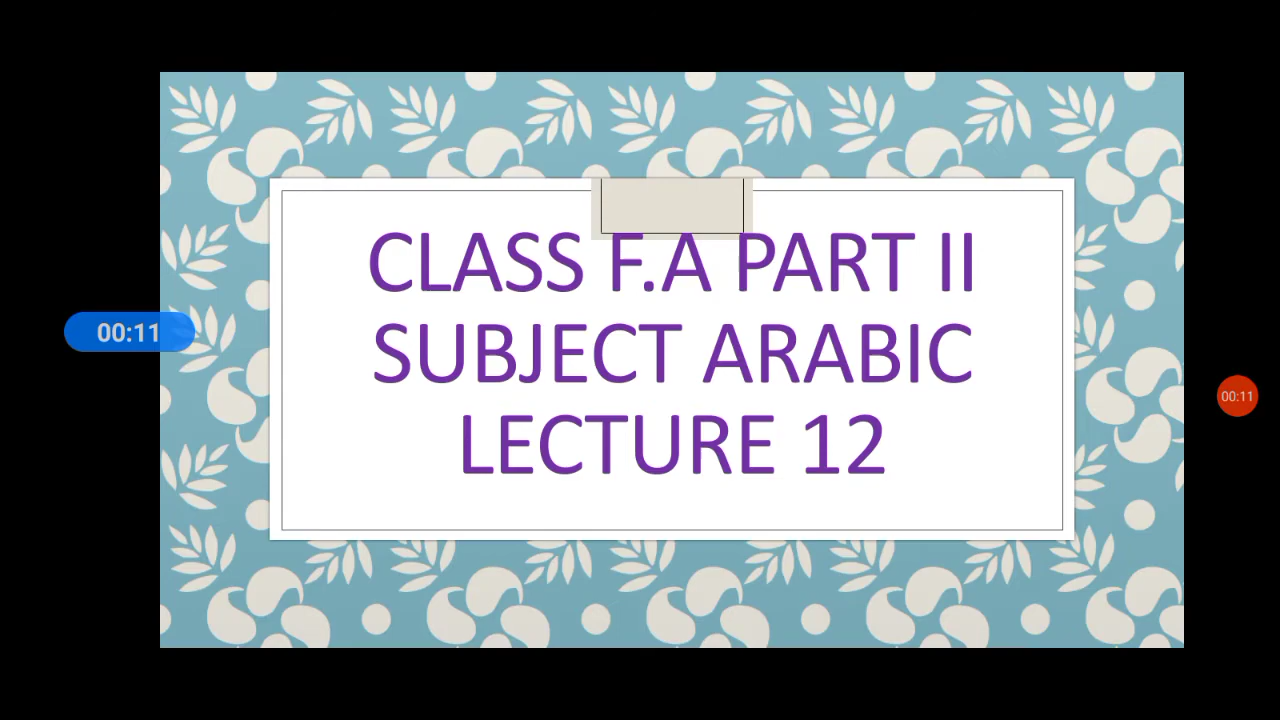 CLASS F.A PART II
SUBJECT ARABIC
00:11
LECTURE 12
00:11